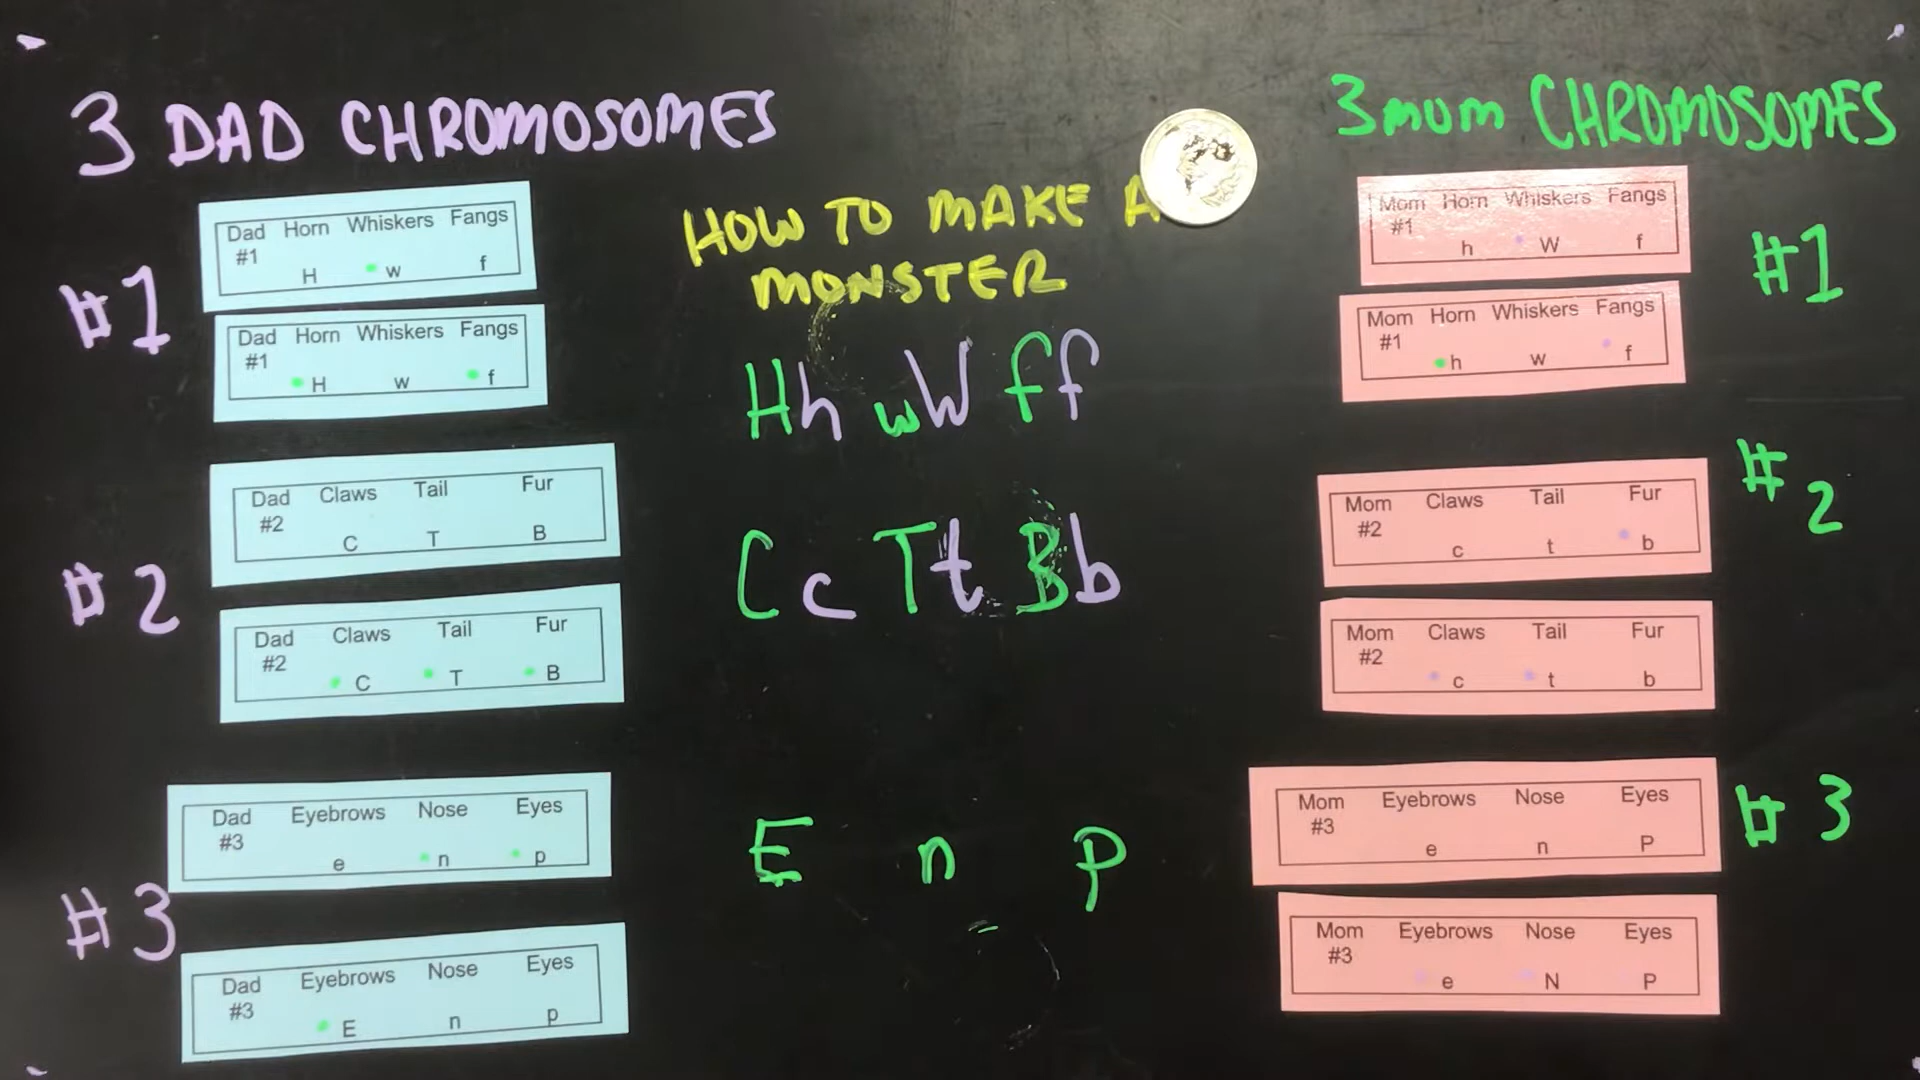 3 DAD CHROMOSOMES
Dad Horn Whiskers Fangs
#1
H w f
Dad Horn Whiskers Fangs
#1
H w f
#1
Dad Claws Tail Fur
#2
C T B
Dad Claws Tail Fur
#2
C T B
#2
Dad Eyebrows Nose Eyes
#3
e n p
Dad Eyebrows Nose Eyes
#3
E n p
#3
HOW TO MAKE A
MONSTER
Hh wW ff
Cc Tt Bb
E n p
3 mum CHROMOSOMES
Mom Horn Whiskers Fangs
#1
h W f
Mom Horn Whiskers Fangs
#1
h w f
#1
Mom Claws Tail Fur
#2
c t b
Mom Claws Tail Fur
#2
c t b
#2
Mom Eyebrows Nose Eyes
#3
e n P
Mom Eyebrows Nose Eyes
#3
e N P
#3